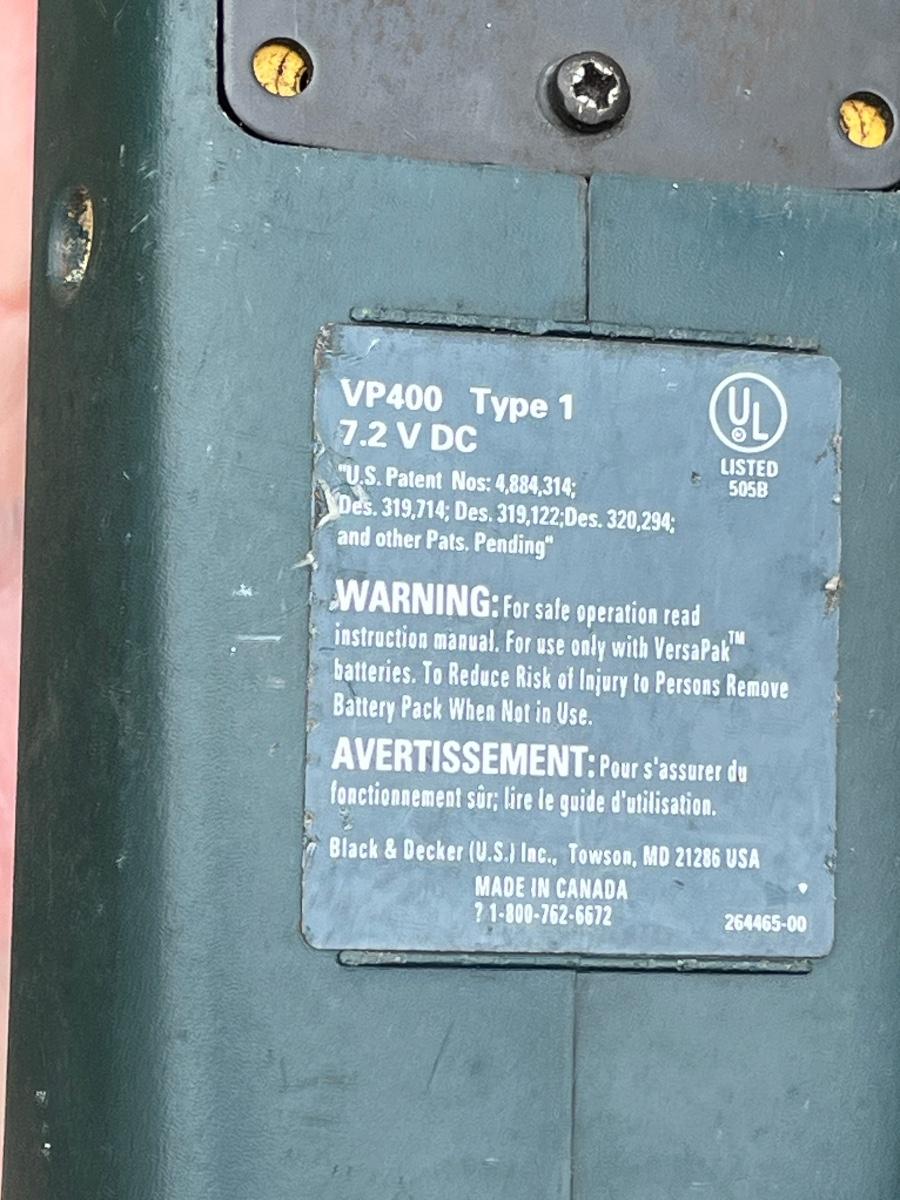 VP400 Type 1
7.2 V DC
UL
LISTED
505B
"U.S. Patent Nos: 4,884,314;
Des. 319,714; Des. 319,122;Des. 320,294;
and other Pats. Pending"
WARNING: For safe operation read
instruction manual. For use only with VersaPak™
batteries. To Reduce Risk of Injury to Persons Remove
Battery Pack When Not in Use.
AVERTISSEMENT: Pour s'assurer du
fonctionnement sûr; lire le guide d'utilisation.
Black & Decker (U.S.) Inc., Towson, MD 21286 USA
MADE IN CANADA
? 1-800-762-6672
264465-00